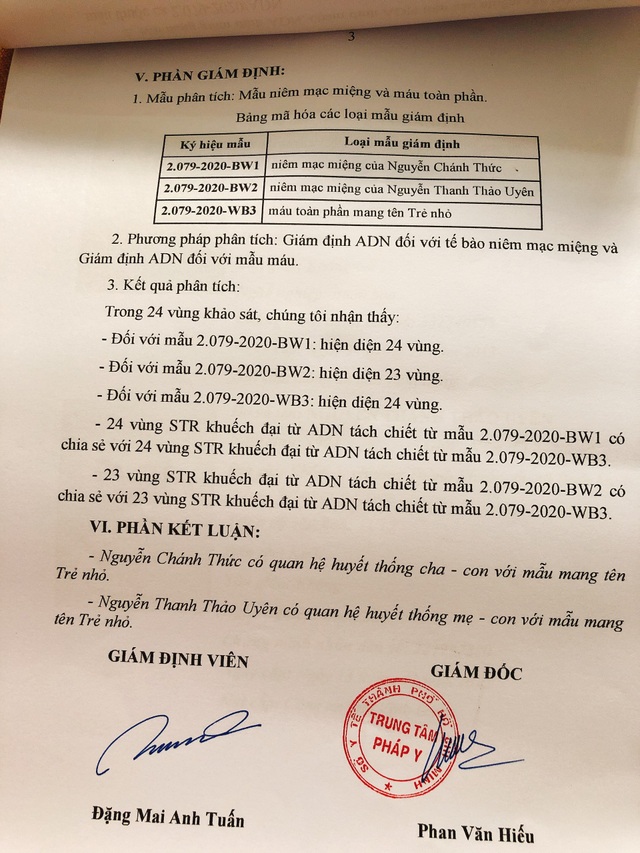 3
V. PHẦN GIÁM ĐỊNH:
1. Mẫu phân tích: Mẫu niêm mạc miệng và máu toàn phần.
Bảng mã hóa các loại mẫu giám định
Ký hiệu mẫu Loại mẫu giám định
2.079-2020-BW1 niêm mạc miệng của Nguyễn Chánh Thức
2.079-2020-BW2 niêm mạc miệng của Nguyễn Thanh Thảo Uyên
2.079-2020-WB3 máu toàn phần mang tên Trẻ nhỏ
2. Phương pháp phân tích: Giám định ADN đối với tế bào niêm mạc miệng và
Giám định ADN đối với mẫu máu.
3. Kết quả phân tích:
Trong 24 vùng khảo sát, chúng tôi nhận thấy:
- Đối với mẫu 2.079-2020-BW1: hiện diện 24 vùng.
- Đối với mẫu 2.079-2020-BW2: hiện diện 23 vùng.
- Đối với mẫu 2.079-2020-WB3: hiện diện 24 vùng.
- 24 vùng STR khuếch đại từ ADN tách chiết từ mẫu 2.079-2020-BW1 có
chia sẻ với 24 vùng STR khuếch đại từ ADN tách chiết từ mẫu 2.079-2020-WB3.
- 23 vùng STR khuếch đại từ ADN tách chiết từ mẫu 2.079-2020-BW2 có
chia sẻ với 23 vùng STR khuếch đại từ ADN tách chiết từ mẫu 2.079-2020-WB3.
VI. PHẦN KẾT LUẬN:
- Nguyễn Chánh Thức có quan hệ huyết thống cha - con với mẫu mang tên
Trẻ nhỏ.
- Nguyễn Thanh Thảo Uyên có quan hệ huyết thống mẹ - con với mẫu mang
tên Trẻ nhỏ.
GIÁM ĐỊNH VIÊN GIÁM ĐỐC
SỞ Y TẾ THÀNH PHỐ HỒ CHÍ MINH
TRUNG TÂM
PHÁP Y
Đặng Mai Anh Tuấn Phan Văn Hiếu